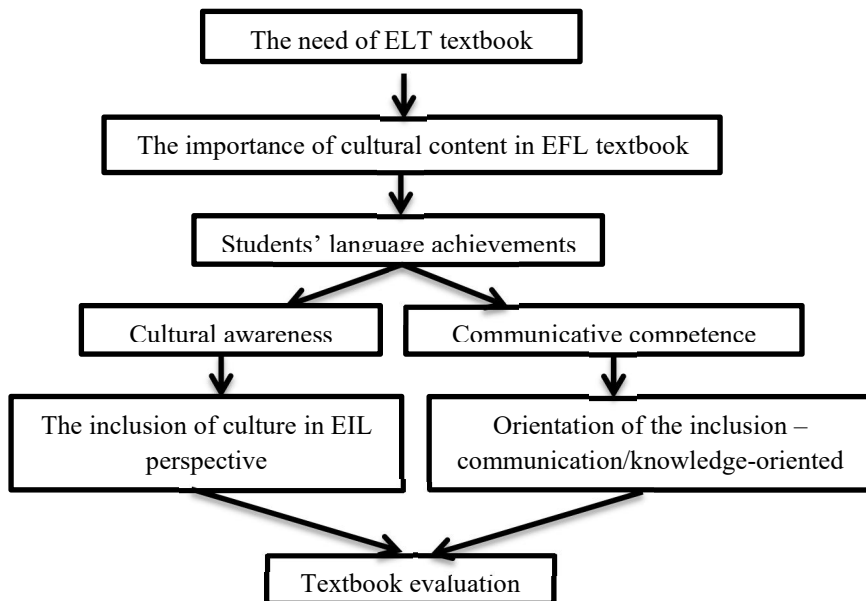 The need of ELT textbook
The importance of cultural content in EFL textbook
Students’ language achievements
Cultural awareness
Communicative competence
The inclusion of culture in EIL
perspective
Orientation of the inclusion –
communication/knowledge-oriented
Textbook evaluation